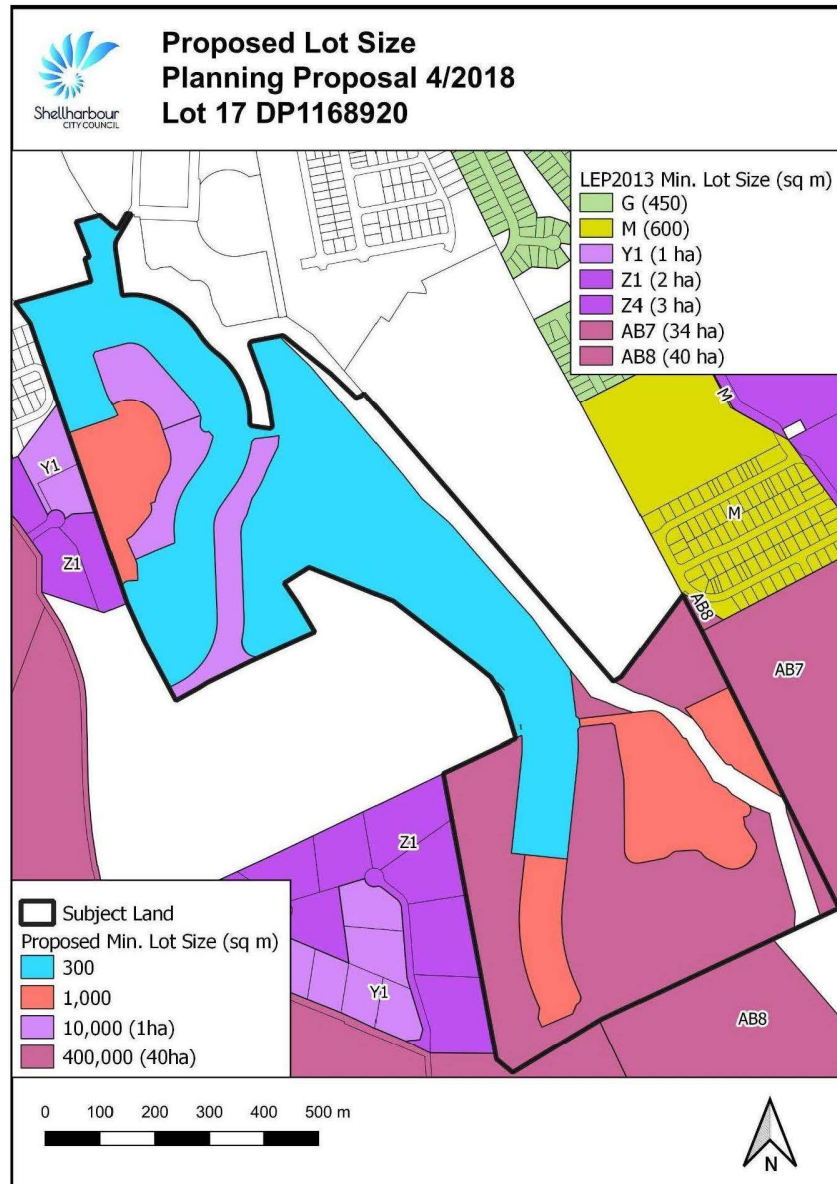 Shellharbour
CITY COUNCIL
Proposed Lot Size
Planning Proposal 4/2018
Lot 17 DP1168920
LEP2013 Min. Lot Size (sq m)
G (450)
M (600)
Y1 (1 ha)
Z1 (2 ha)
Z4 (3 ha)
AB7 (34 ha)
AB8 (40 ha)
M
Y1
M
Z1
AB8
AB7
Z1
Y1
AB8
Subject Land
Proposed Min. Lot Size (sq m)
300
1,000
10,000 (1ha)
400,000 (40ha)
0 100 200 300 400 500 m
N